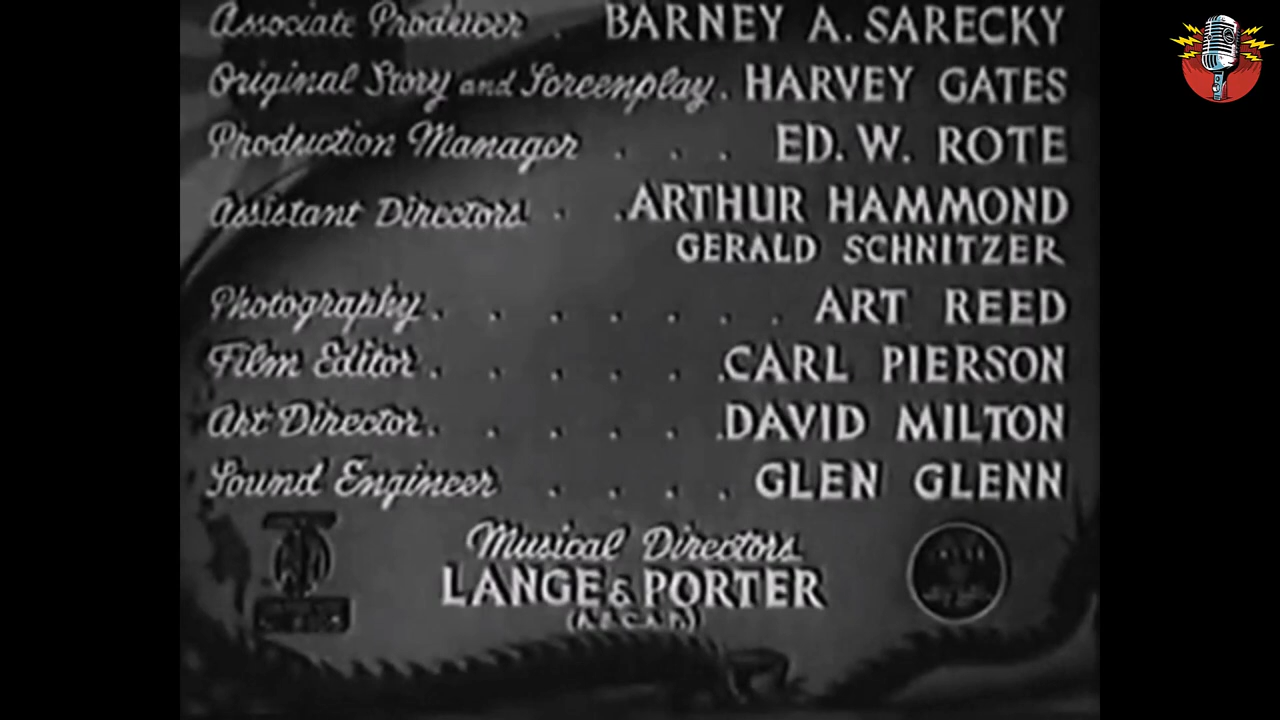 Associate Producer . BARNEY A. SARECKY
Original Story and Screenplay . HARVEY GATES
Production Manager . . . ED. W. ROTE
Assistant Directors . . ARTHUR HAMMOND
GERALD SCHNITZER
Photography . . . . . . . ART REED
Film Editor . . . . . . CARL PIERSON
Art Director . . . . . . DAVID MILTON
Sound Engineer . . . . GLEN GLENN
Musical Directors
LANGE & PORTER
(A.S.C.A.P.)